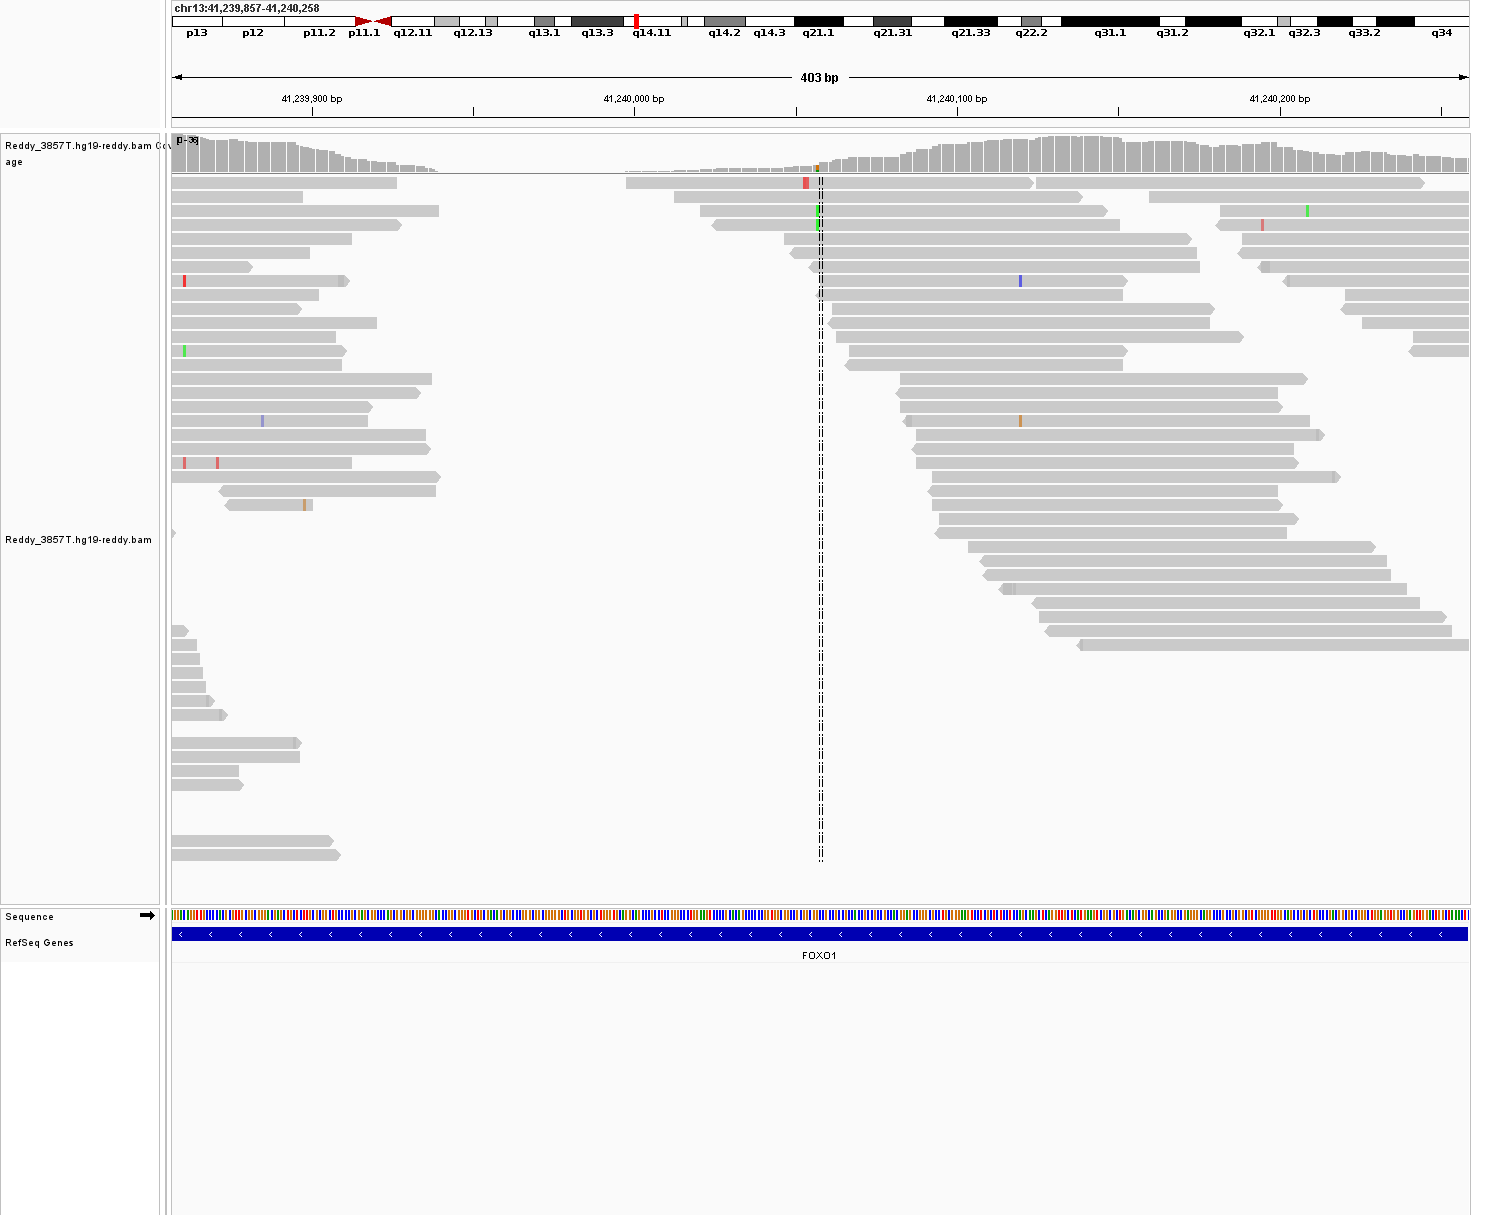 chr13:41,239,857-41,240,258
p13 p12 p11.2 p11.1 q12.11 q12.13 q13.1 q13.3 q14.11 q14.2 q14.3 q21.1 q21.31 q21.33 q22.2 q31.1 q31.2 q32.1 q32.3 q33.2 q34
403 bp
41,239,900 bp 41,240,000 bp 41,240,100 bp 41,240,200 bp
Reddy_3857T.hg19-reddy.bam Cov
age
[0-36]
Reddy_3857T.hg19-reddy.bam
Sequence
RefSeq Genes
FOXO1